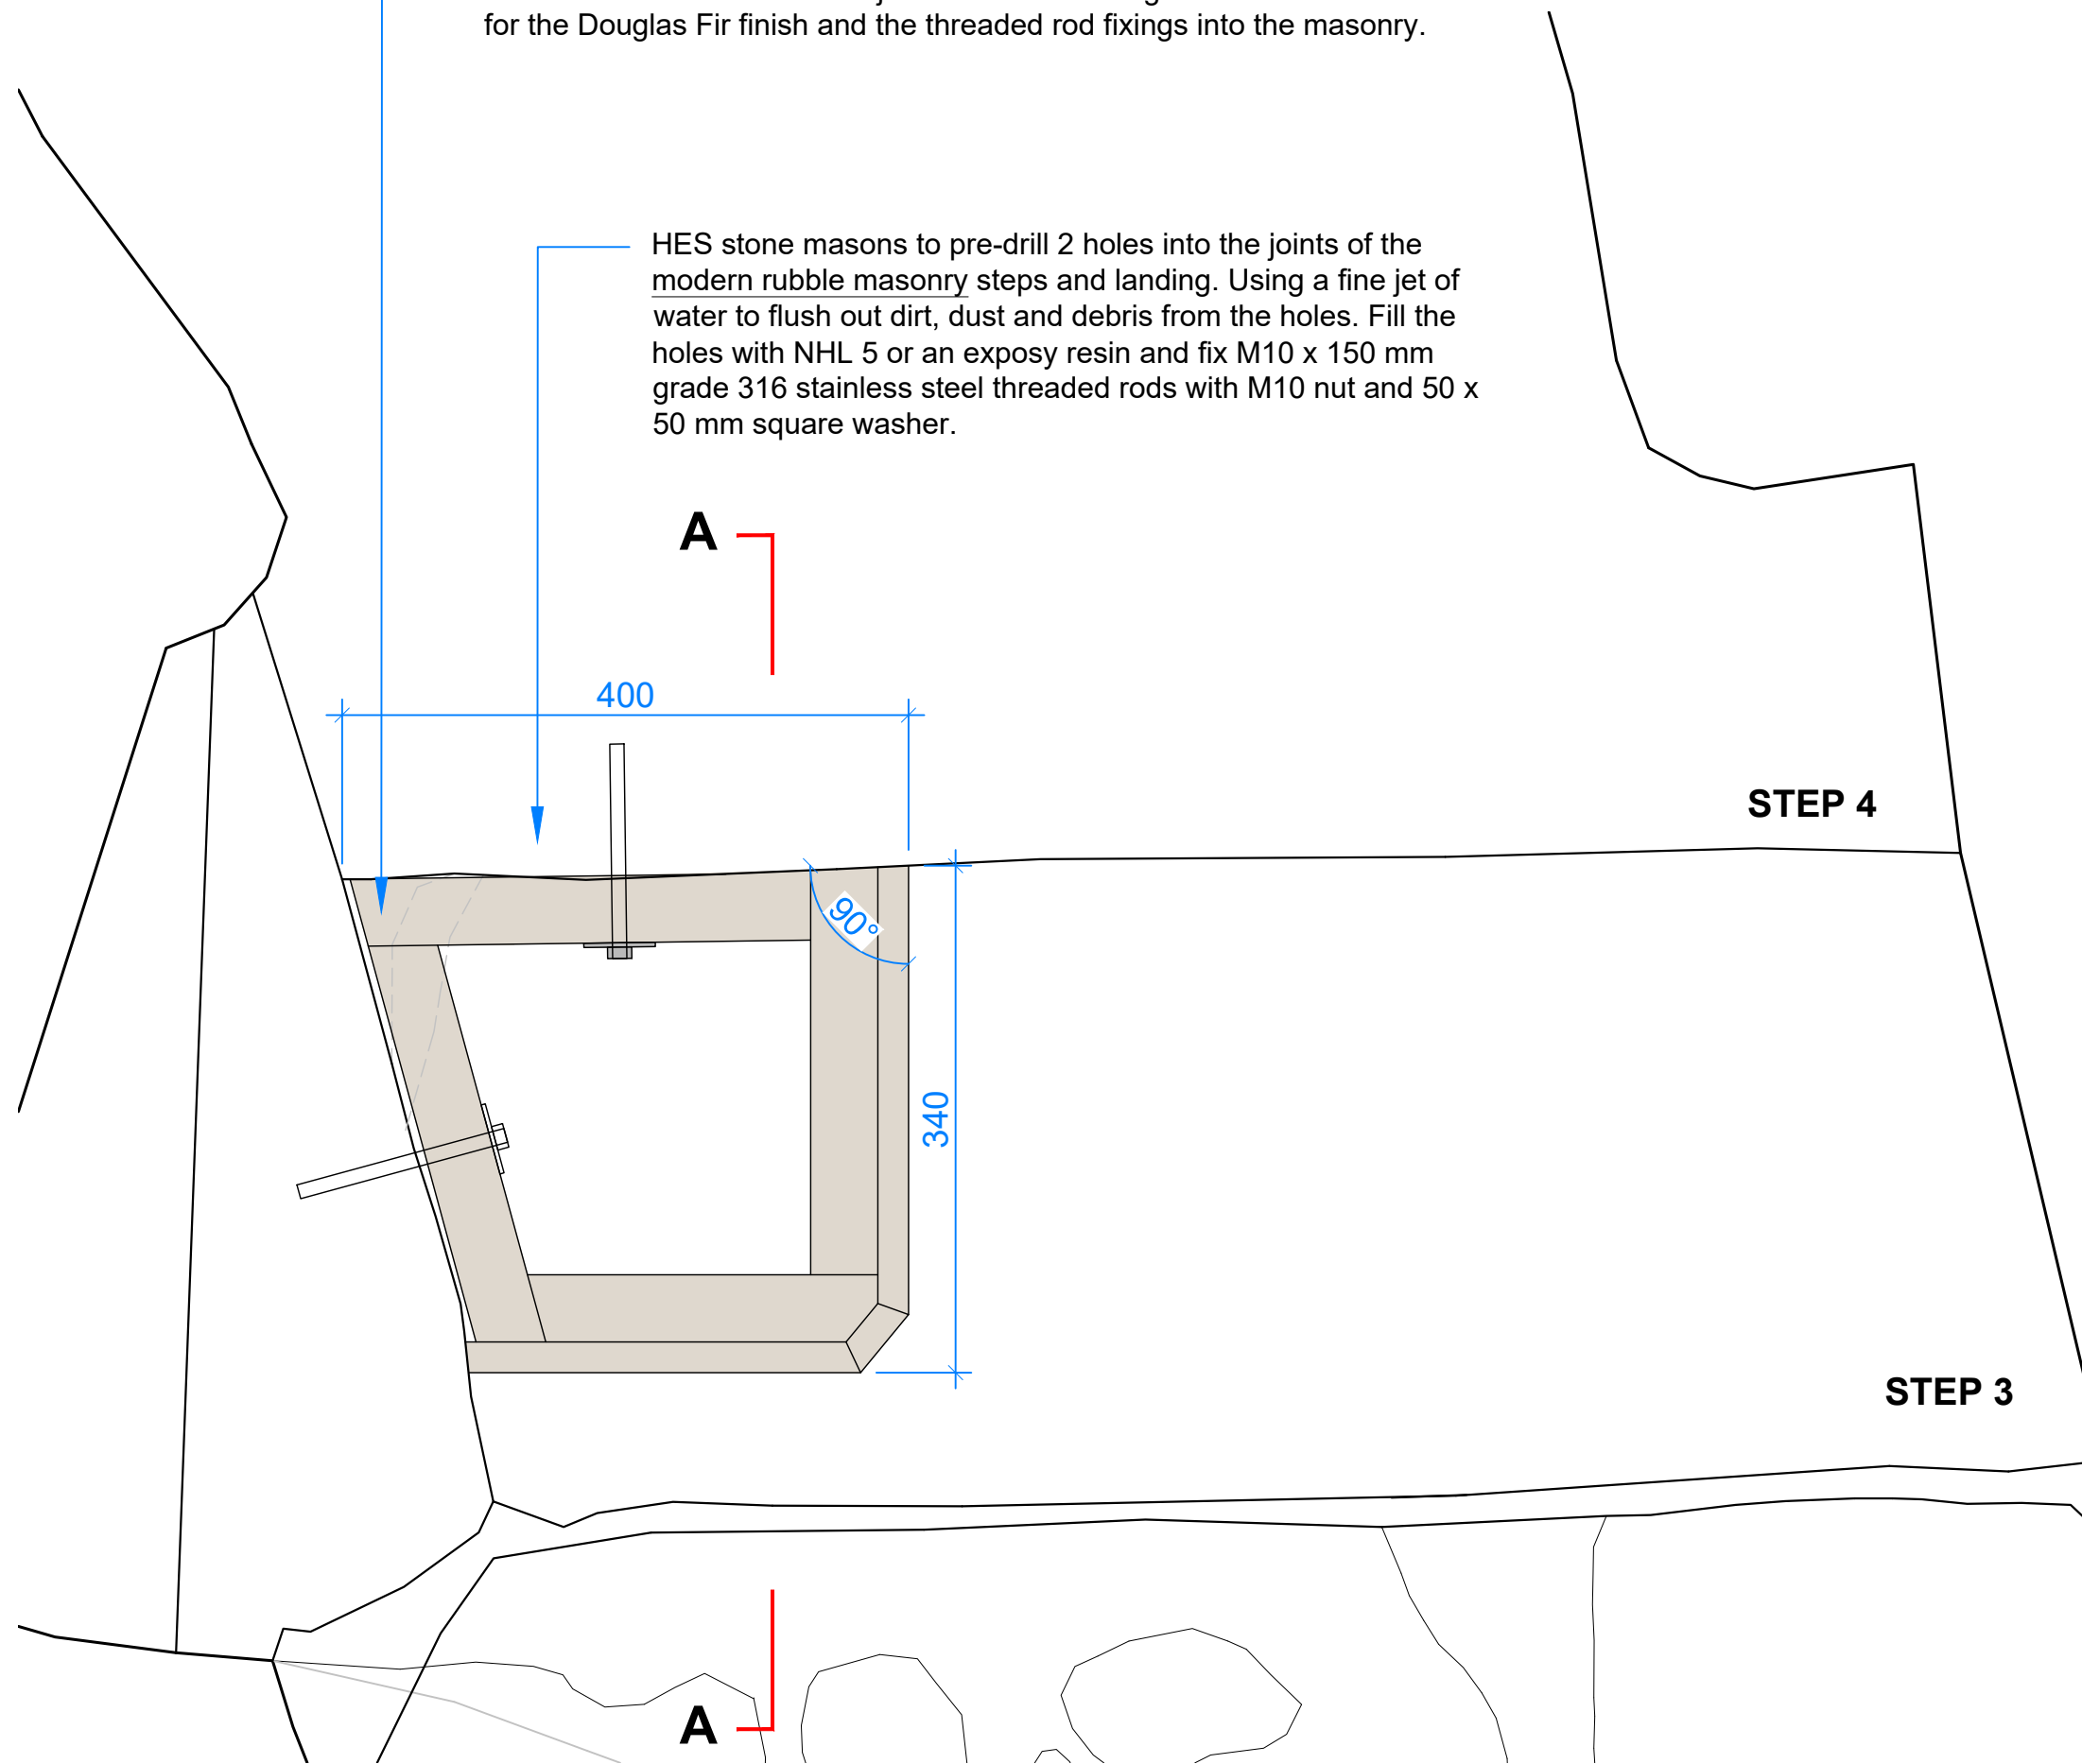 for the Douglas Fir finish and the threaded rod fixings into the masonry.
HES stone masons to pre-drill 2 holes into the joints of the
modern rubble masonry steps and landing. Using a fine jet of
water to flush out dirt, dust and debris from the holes. Fill the
holes with NHL 5 or an exposy resin and fix M10 x 150 mm
grade 316 stainless steel threaded rods with M10 nut and 50 x
50 mm square washer.
A
400
STEP 4
90°
340
STEP 3
A